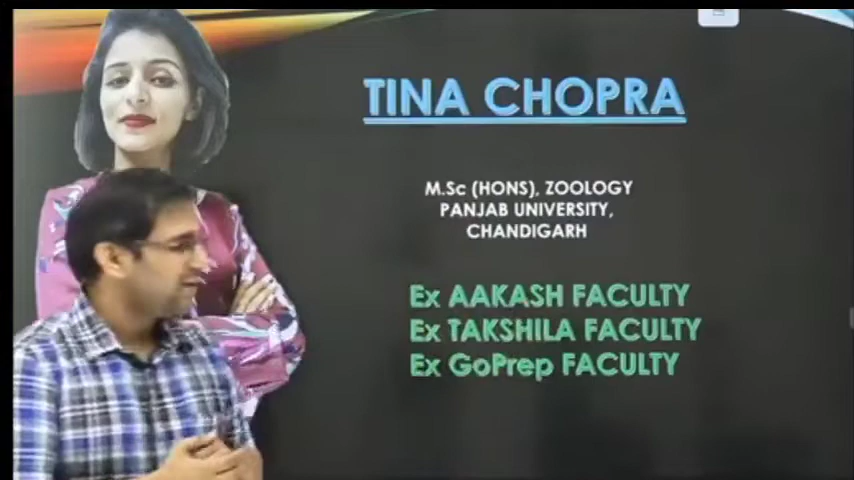 TINA CHOPRA
M.Sc (HONS), ZOOLOGY
PANJAB UNIVERSITY,
CHANDIGARH
Ex AAKASH FACULTY
Ex TAKSHILA FACULTY
Ex GoPrep FACULTY